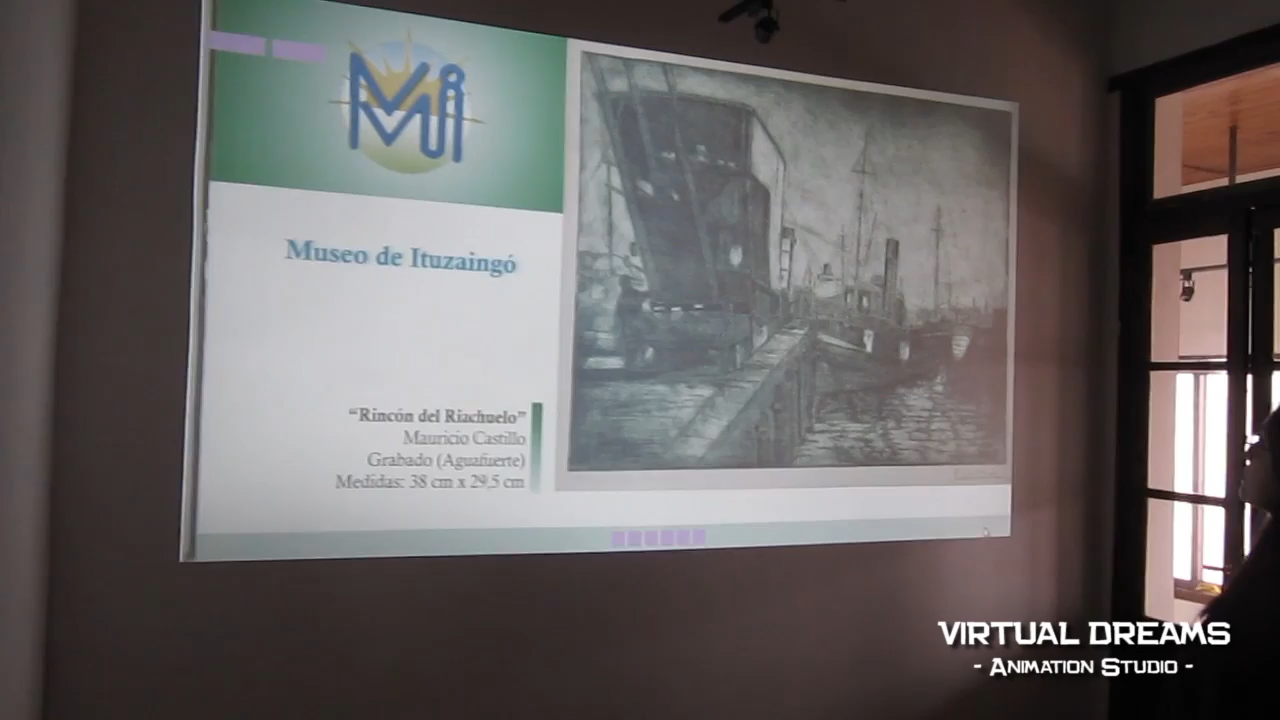 Mi
Museo de Ituzaingó
“Rincón del Riachuelo”
Mauricio Castillo
Grabado (Aguafuerte)
Medidas: 38 cm x 29,5 cm
VIRTUAL DREAMS
- ANIMATION STUDIO -